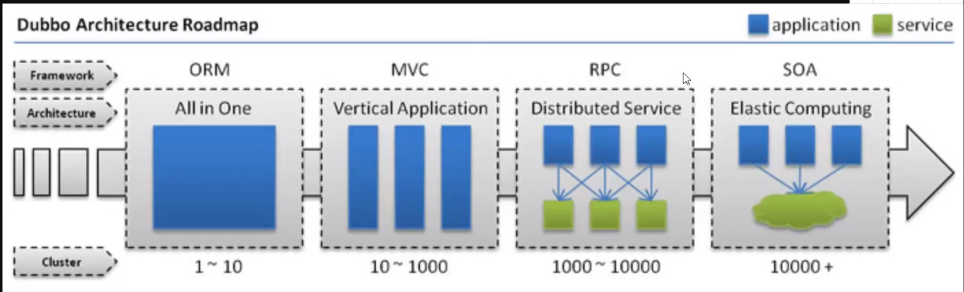 Dubbo Architecture Roadmap
application service
Framework ORM MVC RPC SOA
Architecture All in One Vertical Application Distributed Service Elastic Computing
Cluster 1 ~ 10 10 ~ 1000 1000 ~ 10000 10000 +